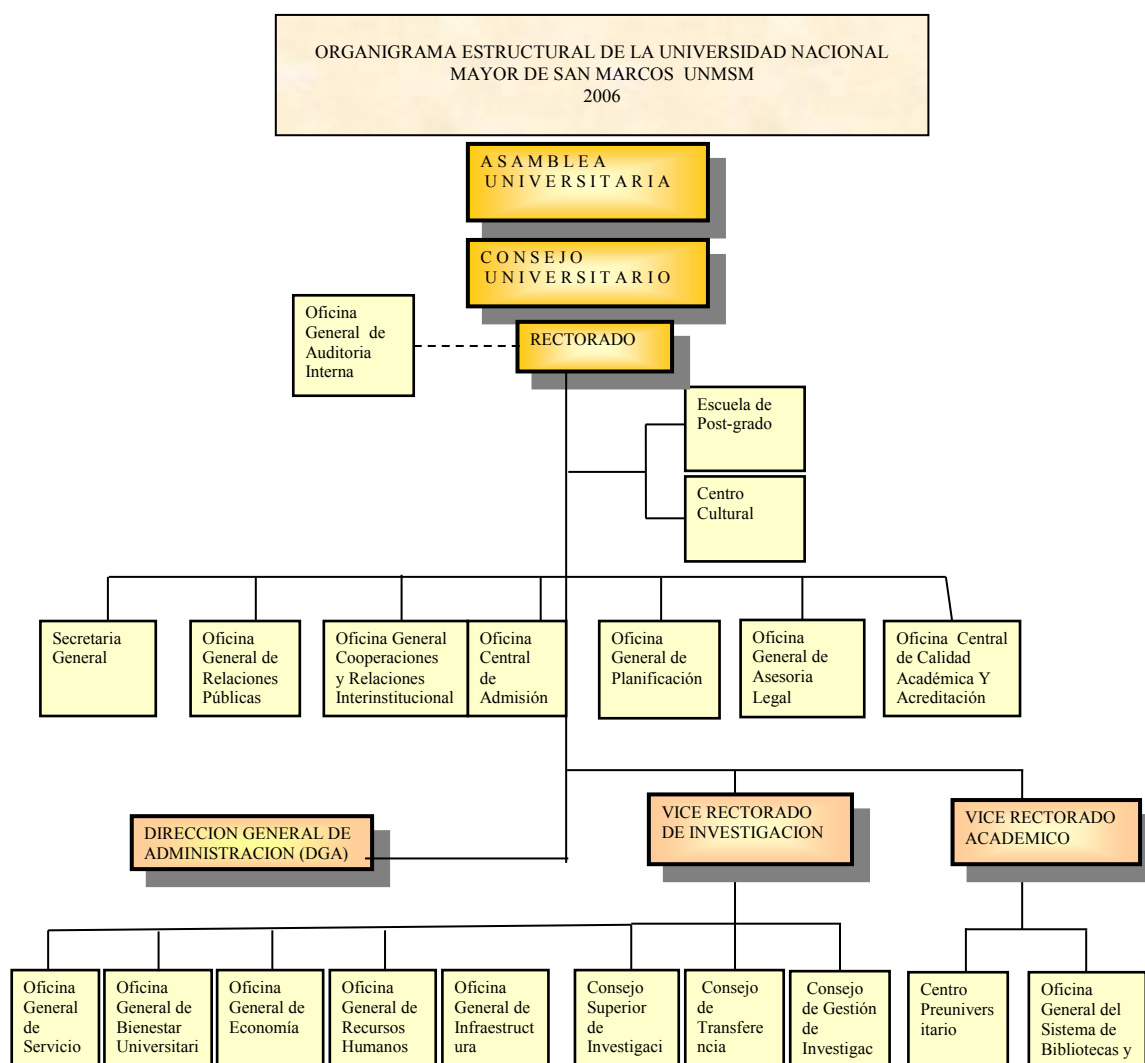 ORGANIGRAMA ESTRUCTURAL DE LA UNIVERSIDAD NACIONAL
MAYOR DE SAN MARCOS UNMSM
2006
A S A M B L E A
U N I V E R S I T A R I A
C O N S E J O
U N I V E R S I T A R I O
Oficina
General de
Auditoria
Interna
RECTORADO
Escuela de
Post-grado
Centro
Cultural
Secretaria
General
Oficina
General de
Relaciones
Públicas
Oficina General
Cooperaciones
y Relaciones
Interinstitucional
Oficina
Central
de
Admisión
Oficina
General de
Planificación
Oficina
General de
Asesoria
Legal
Oficina Central
de Calidad
Académica Y
Acreditación
DIRECCION GENERAL DE
ADMINISTRACION (DGA)
VICE RECTORADO
DE INVESTIGACION
VICE RECTORADO
ACADEMICO
Oficina
General
de
Servicio
Oficina
General de
Bienestar
Universitari
Oficina
General de
Economía
Oficina
General de
Recursos
Humanos
Oficina
General de
Infraestruct
ura
Consejo
Superior
de
Investigaci
Consejo
de
Transfere
ncia
Consejo
de Gestión
de
Investigac
Centro
Preunivers
itario
Oficina
General del
Sistema de
Bibliotecas y